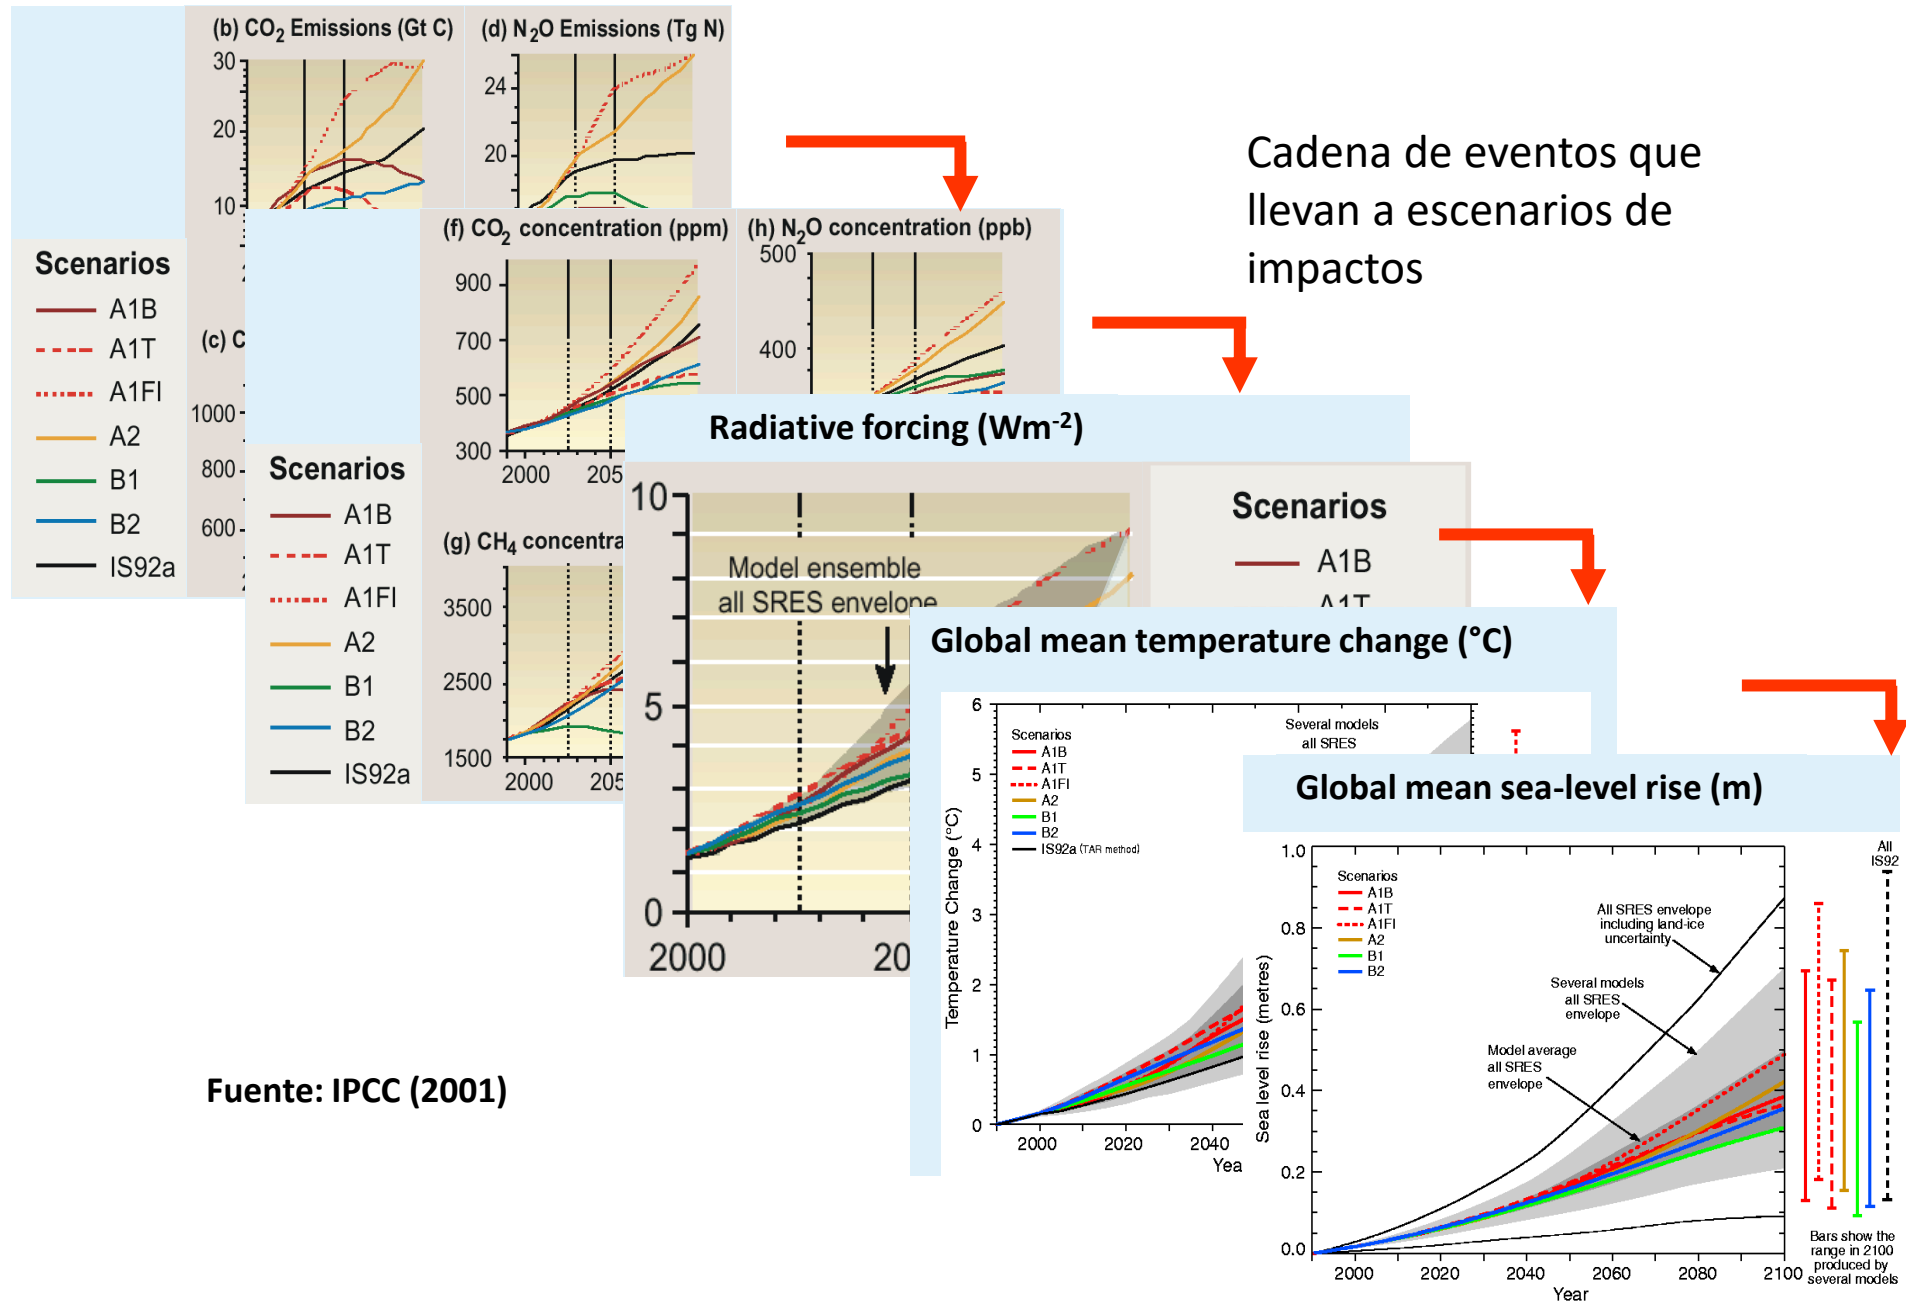 (b) CO2 Emissions (Gt C)
(d) N2O Emissions (Tg N)
30
20
10
24
20
Cadena de eventos que
llevan a escenarios de
impactos
Scenarios
A1B
A1T
A1FI
A2
B1
B2
IS92a
(c) C
1000
800
600
2
(f) CO2 concentration (ppm)
(h) N2O concentration (ppb)
900
700
500
300
2000
205
500
400
Scenarios
A1B
A1T
A1FI
A2
B1
B2
IS92a
(g) CH4 concentra
3500
2500
1500
2000
205
Radiative forcing (Wm-2)
10
5
0
2000
20
Model ensemble
all SRES envelope
Scenarios
A1B
A1T
Global mean temperature change (°C)
6
5
4
3
2
1
0
Temperature Change (°C)
Scenarios
A1B
A1T
A1FI
A2
B1
B2
IS92a (TAR method)
Several models
all SRES
2000
2020
2040
Yea
Global mean sea-level rise (m)
1.0
0.8
0.6
0.4
0.2
0.0
Sea level rise (metres)
Scenarios
A1B
A1T
A1FI
A2
B1
B2
All SRES envelope
including land-ice
uncertainty
Several models
all SRES
envelope
Model average
all SRES
envelope
All
IS92
2000
2020
2040
2060
2080
2100
Year
Bars show the
range in 2100
produced by
several models
Fuente: IPCC (2001)